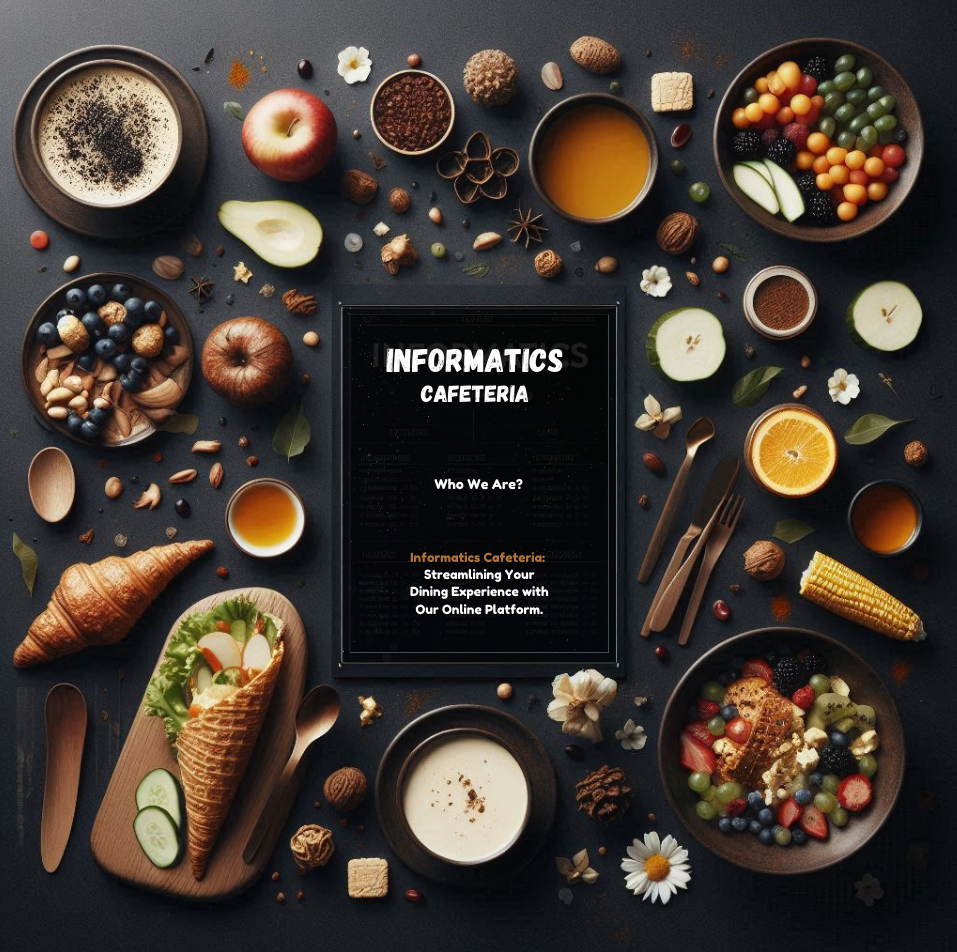 INFORMATICS
CAFETERIA
Who We Are?
Informatics Cafeteria:
Streamlining Your
Dining Experience with
Our Online Platform.